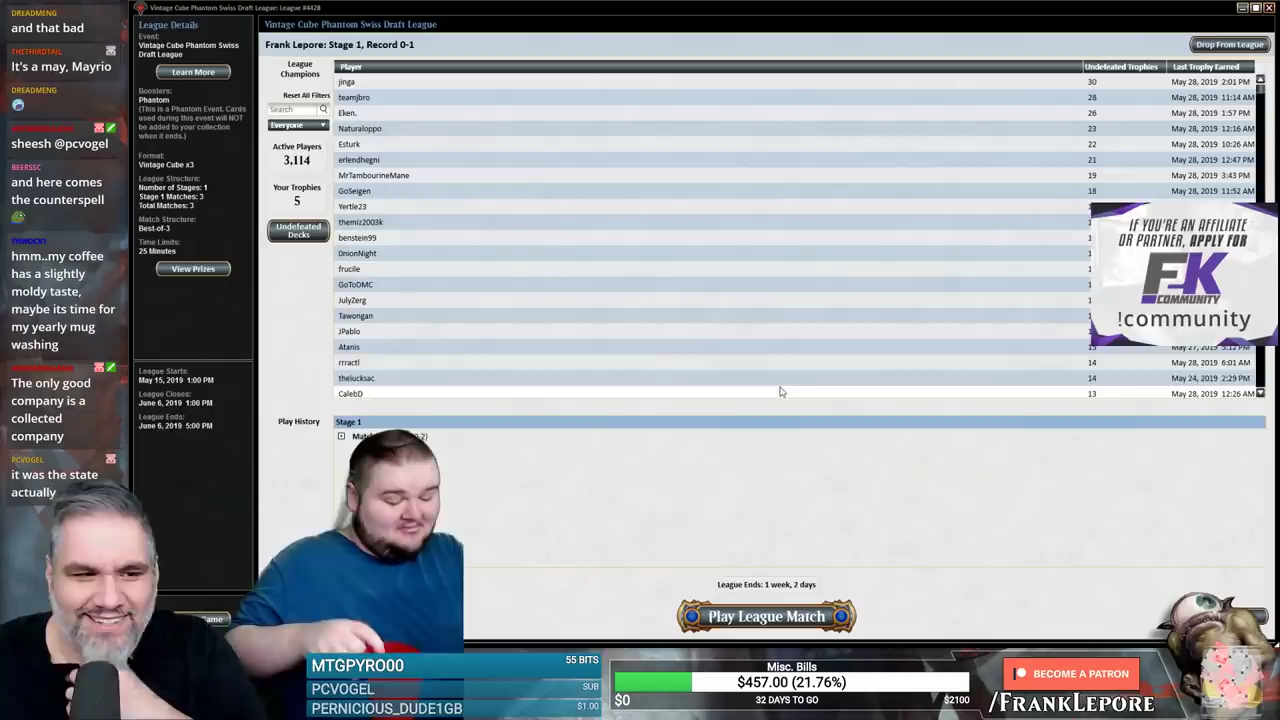 DREADMENG
and that bad
THETHIRDTAIL
It's a may, Mayrio
DREADMENG
sheesh @pcvogel
BEERSSC
and here comes
the counterspell
THWOCKS
hmm..my coffee
has a slightly
moldy taste,
maybe its time for
my yearly mug
washing
The only good
company is a
collected
company
PCVOGEL
it was the state
actually
Vintage Cube Phantom Swiss Draft League: League #4428
League Details
Event:
Vintage Cube Phantom Swiss
Draft League
Learn More
Boosters:
Phantom
(This is a Phantom Event. Cards
used during this event will NOT
be added to your collection
when it ends.)
Format:
Vintage Cube x3
League Structure:
Number of Stages: 1
Stage 1 Matches: 3
Total Matches: 3
Match Structure:
Best-of-3
Time Limits:
25 Minutes
View Prizes
League Starts:
May 15, 2019 1:00 PM
League Closes:
June 6, 2019 1:00 PM
League Ends:
June 6, 2019 5:00 PM
Vintage Cube Phantom Swiss Draft League
Frank Lepore: Stage 1, Record 0-1
Drop From League
League
Champions
Reset All Filters
Search
Everyone
Active Players
3,114
Your Trophies
5
Undefeated
Decks
Player Undefeated Trophies Last Trophy Earned
jinga 30 May 28, 2019 2:01 PM
teamjbro 28 May 28, 2019 11:14 AM
Eken. 26 May 28, 2019 1:57 PM
Naturaloppo 23 May 28, 2019 12:16 AM
Esturk 22 May 28, 2019 10:26 AM
erlendhegni 21 May 28, 2019 12:47 PM
MrTambourineMane 19 May 28, 2019 3:43 PM
GoSeigen 18 May 28, 2019 11:52 AM
Yertle23
themiz2003k
benstein99
0nionNight
frucile
GoToDMC
JulyZerg
Tawongan
JPablo
Atanis
rrractl 14 May 28, 2019 6:01 AM
theiucksac 14 May 24, 2019 2:29 PM
CalebD 13 May 28, 2019 12:26 AM
IF YOU'RE AN AFFILIATE
OR PARTNER, APPLY FOR
F2K
COMMUNITY
!community
Play History
Stage 1
League Ends: 1 week, 2 days
Play League Match
MTGPYRO00 55 BITS
PCVOGEL SUB
PERNICIOUS_DUDE1GB $1.00
Misc. Bills
$457.00 (21.76%)
$0 32 DAYS TO GO $2100
BECOME A PATRON
/FRANKLEPORE